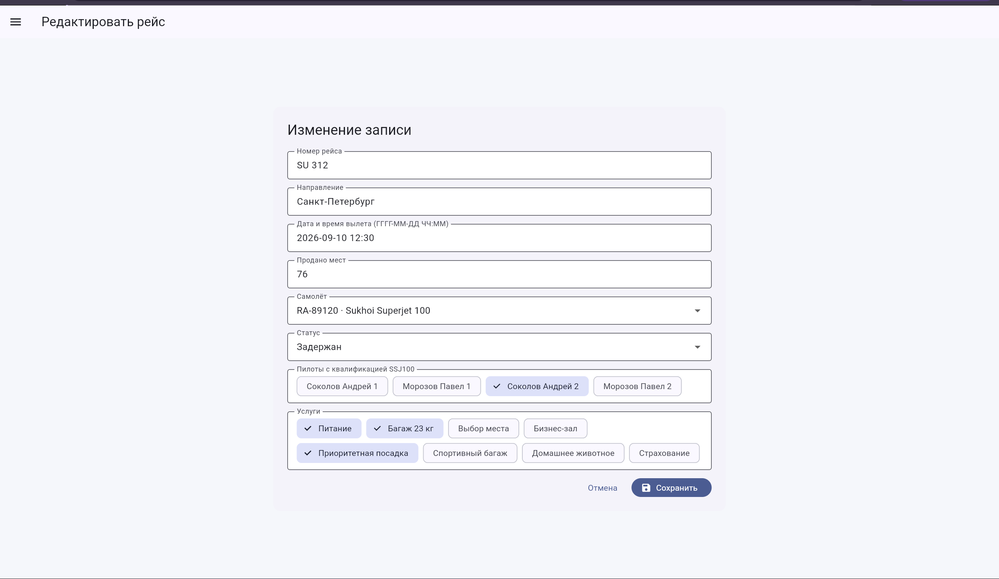 Редактировать рейс
Изменение записи
Номер рейса
SU 312
Направление
Санкт-Петербург
Дата и время вылета (ГГГГ-ММ-ДД ЧЧ:ММ)
2026-09-10 12:30
Продано мест
76
Самолёт
RA-89120 · Sukhoi Superjet 100
Статус
Задержан
Пилоты с квалификацией SSJ100
Соколов Андрей 1 Морозов Павел 1 Соколов Андрей 2 Морозов Павел 2
Услуги
Питание Багаж 23 кг Выбор места Бизнес-зал
Приоритетная посадка Спортивный багаж Домашнее животное Страхование
Отмена Сохранить